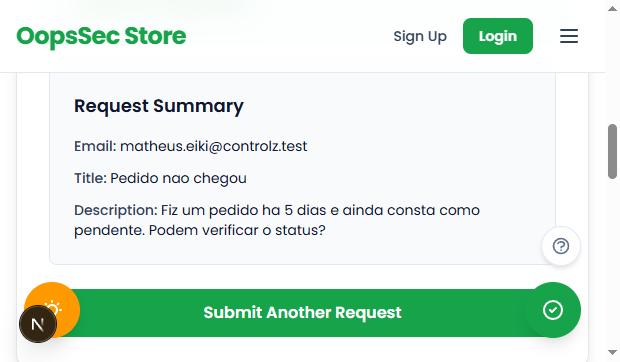 OopsSec Store
Sign Up
Login
Request Summary
Email: matheus.eiki@controlz.test
Title: Pedido nao chegou
Description: Fiz um pedido ha 5 dias e ainda consta como
pendente. Podem verificar o status?
N
Submit Another Request